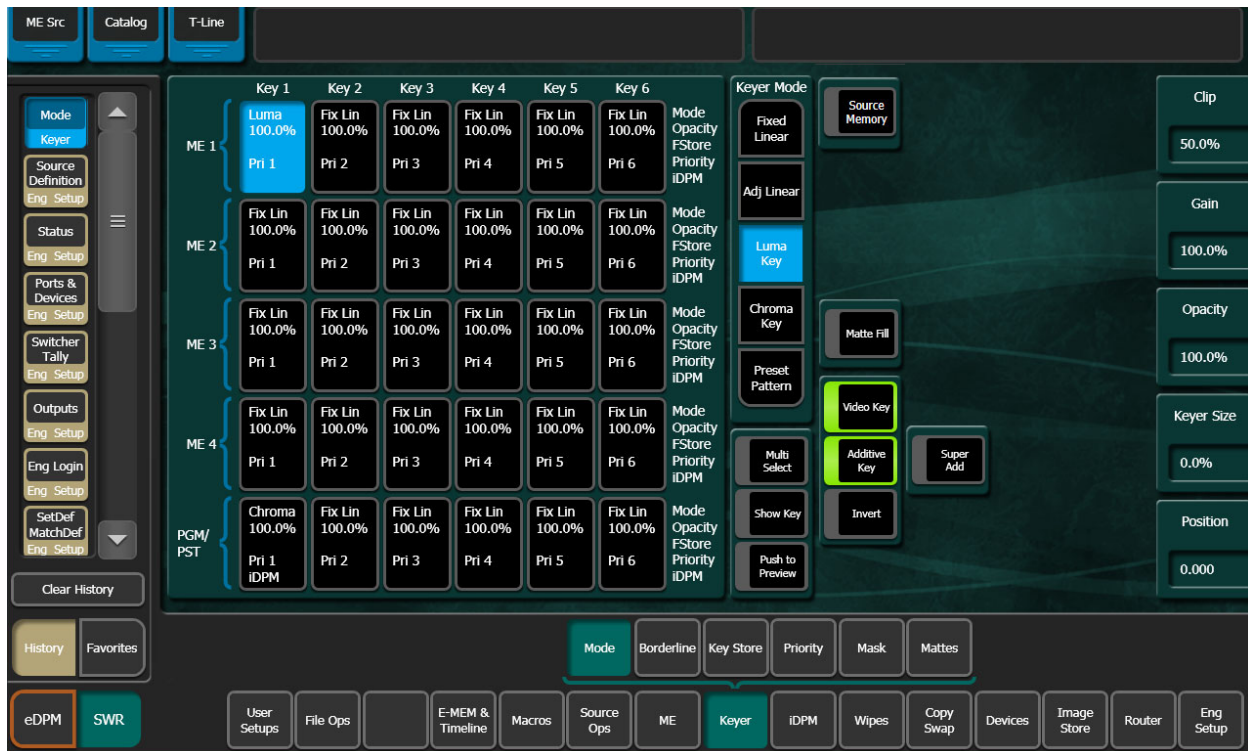 ME Src
Catalog
T-Line
Mode
Keyer
Source
Definition
Eng Setup
Status
Eng Setup
Ports &
Devices
Eng Setup
Switcher
Tally
Eng Setup
Outputs
Eng Setup
Eng Login
Eng Setup
SetDef
MatchDef
Eng Setup
Clear History
History
Favorites
eDPM
SWR
Key 1 Key 2 Key 3 Key 4 Key 5 Key 6
ME 1
Luma Fix Lin Fix Lin Fix Lin Fix Lin Fix Lin Mode
100.0% 100.0% 100.0% 100.0% 100.0% 100.0% Opacity
FStore
Pri 1 Pri 2 Pri 3 Pri 4 Pri 5 Pri 6 Priority
iDPM
ME 2
Fix Lin Fix Lin Fix Lin Fix Lin Fix Lin Fix Lin Mode
100.0% 100.0% 100.0% 100.0% 100.0% 100.0% Opacity
FStore
Pri 1 Pri 2 Pri 3 Pri 4 Pri 5 Pri 6 Priority
iDPM
ME 3
Fix Lin Fix Lin Fix Lin Fix Lin Fix Lin Fix Lin Mode
100.0% 100.0% 100.0% 100.0% 100.0% 100.0% Opacity
FStore
Pri 1 Pri 2 Pri 3 Pri 4 Pri 5 Pri 6 Priority
iDPM
ME 4
Fix Lin Fix Lin Fix Lin Fix Lin Fix Lin Fix Lin Mode
100.0% 100.0% 100.0% 100.0% 100.0% 100.0% Opacity
FStore
Pri 1 Pri 2 Pri 3 Pri 4 Pri 5 Pri 6 Priority
iDPM
PGM/
PST
Chroma Fix Lin Fix Lin Fix Lin Fix Lin Fix Lin Mode
100.0% 100.0% 100.0% 100.0% 100.0% 100.0% Opacity
FStore
Pri 1 Pri 2 Pri 3 Pri 4 Pri 5 Pri 6 Priority
iDPM iDPM
Keyer Mode
Fixed
Linear
Adj Linear
Luma
Key
Chroma
Key
Preset
Pattern
Multi
Select
Show Key
Push to
Preview
Source
Memory
Matte Fill
Video Key
Additive
Key
Invert
Super
Add
Clip
50.0%
Gain
100.0%
Opacity
100.0%
Keyer Size
0.0%
Position
0.000
Mode
Borderline
Key Store
Priority
Mask
Mattes
User
Setups
File Ops
E-MEM &
Timeline
Macros
Source
Ops
ME
Keyer
iDPM
Wipes
Copy
Swap
Devices
Image
Store
Router
Eng
Setup